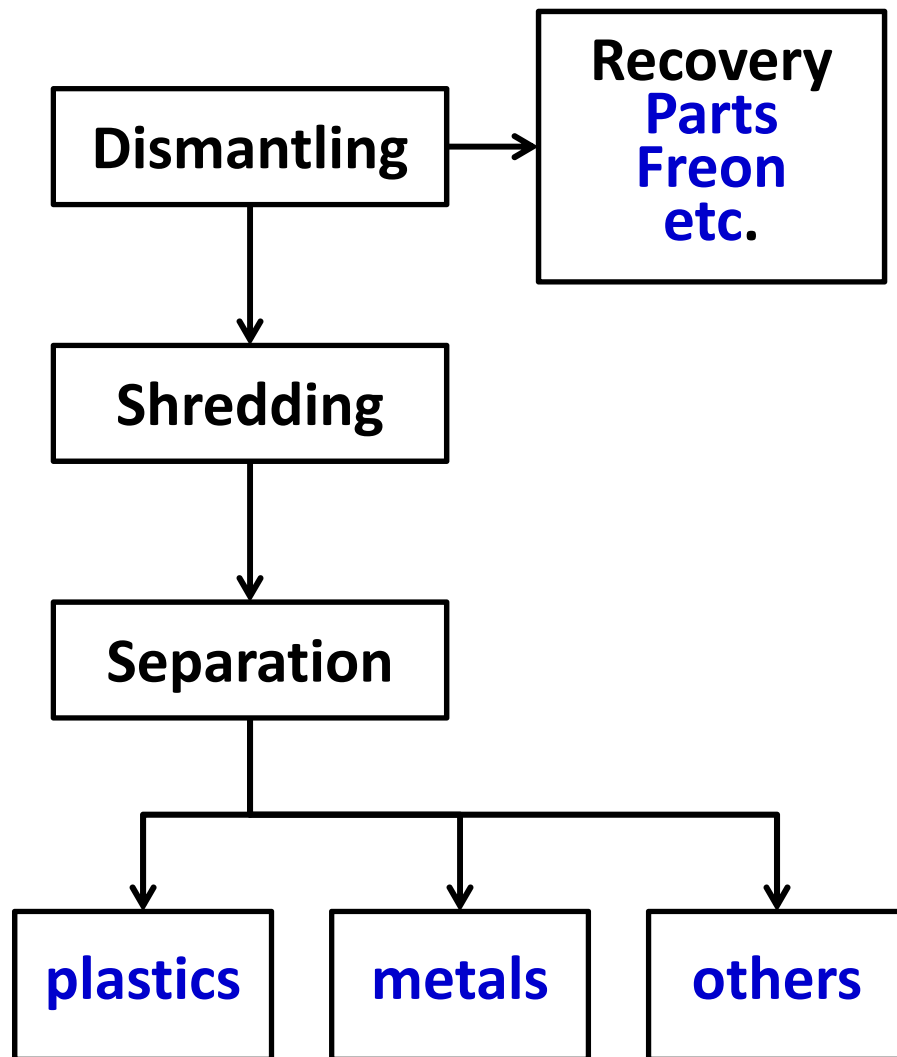 Dismantling
Recovery
Parts
Freon
etc.
Shredding
Separation
plastics
metals
others